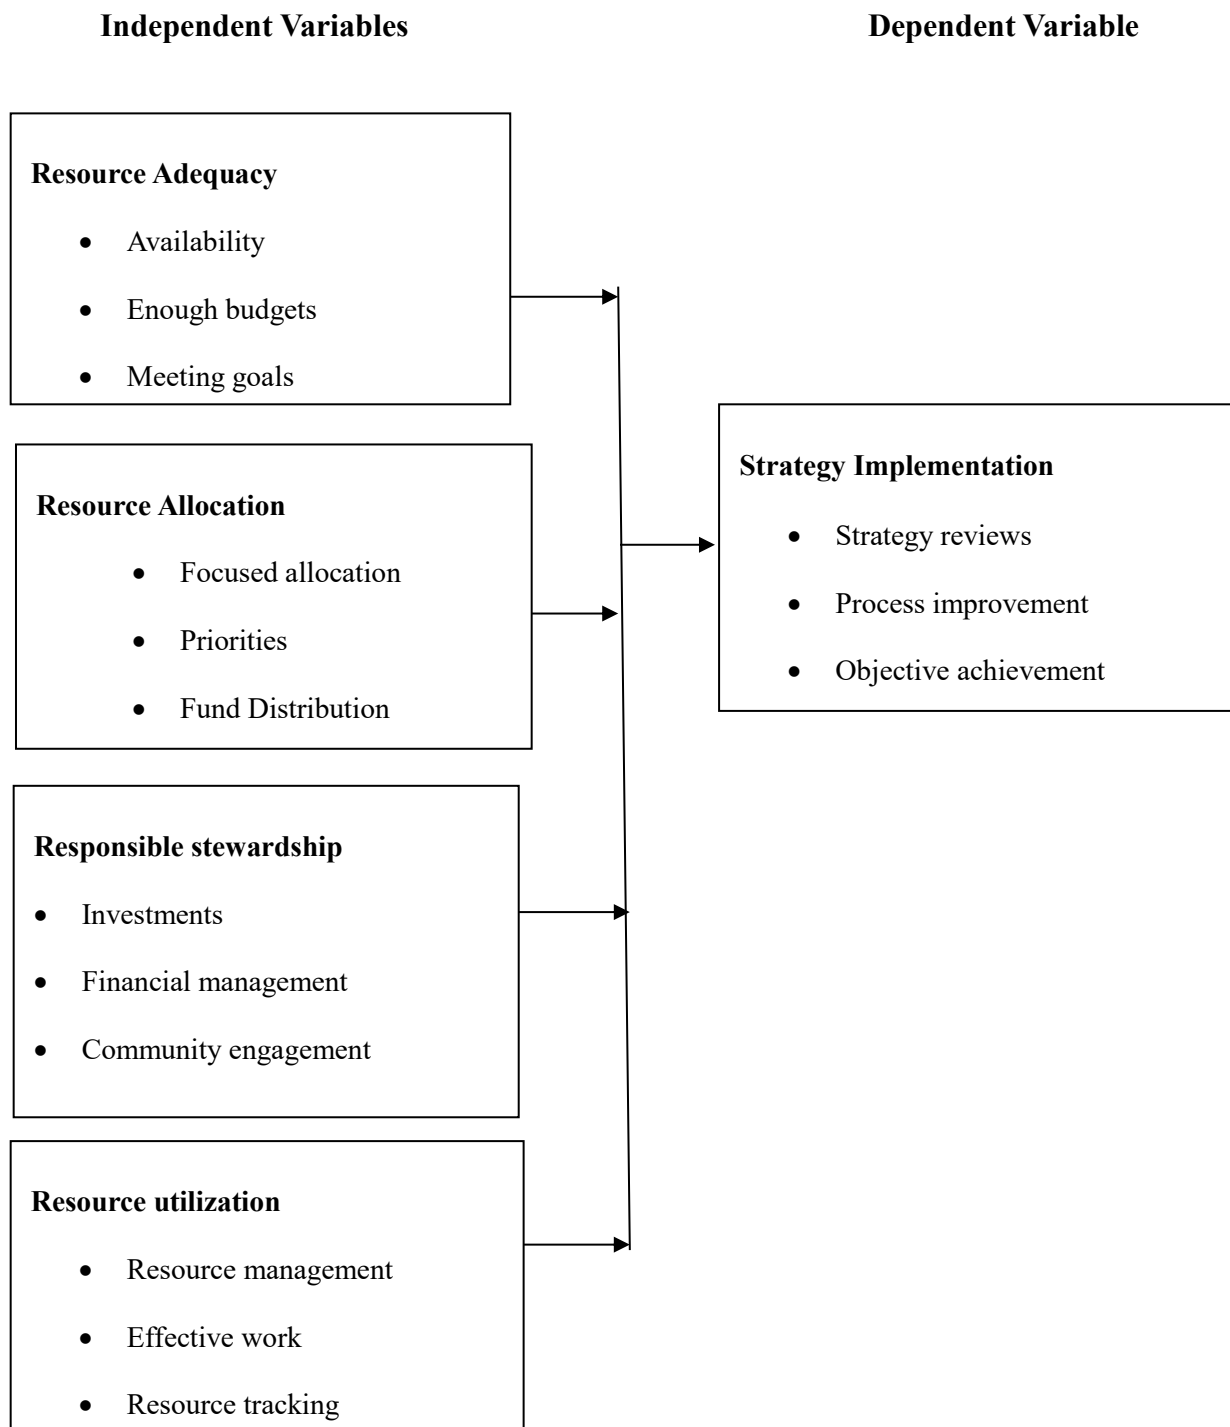 Independent Variables
Dependent Variable
Resource Adequacy
• Availability
• Enough budgets
• Meeting goals
Resource Allocation
• Focused allocation
• Priorities
• Fund Distribution
Responsible stewardship
• Investments
• Financial management
• Community engagement
Resource utilization
• Resource management
• Effective work
• Resource tracking
Strategy Implementation
• Strategy reviews
• Process improvement
• Objective achievement